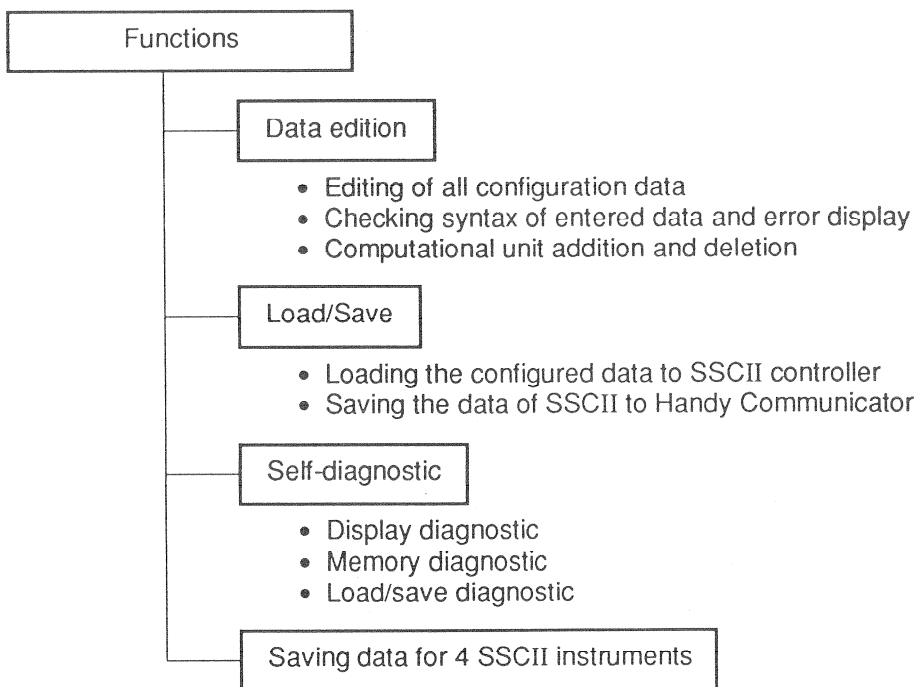 Functions
Data edition
• Editing of all configuration data
• Checking syntax of entered data and error display
• Computational unit addition and deletion
Load/Save
• Loading the configured data to SSCII controller
• Saving the data of SSCII to Handy Communicator
Self-diagnostic
• Display diagnostic
• Memory diagnostic
• Load/save diagnostic
Saving data for 4 SSCII instruments